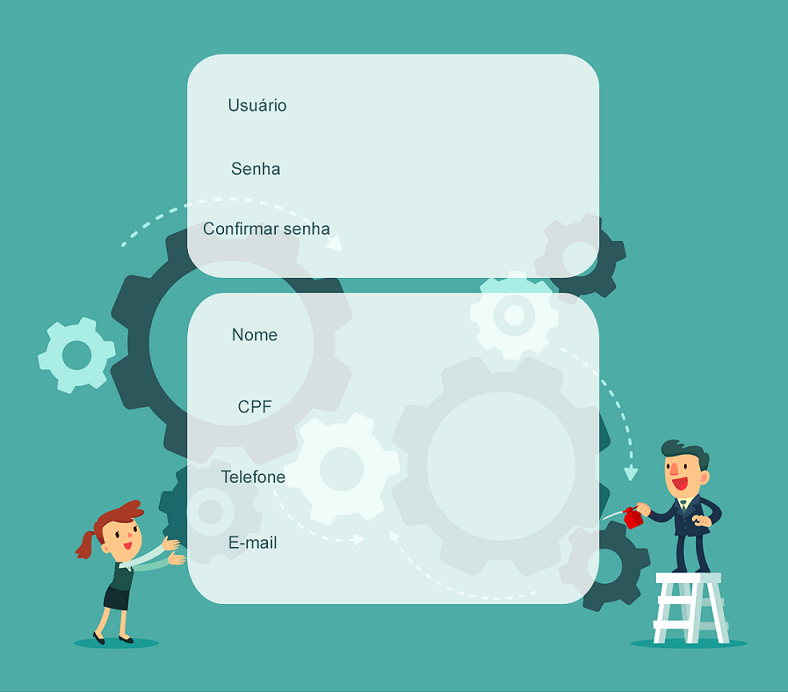 Usuário
Senha
Confirmar senha
Nome
CPF
Telefone
E-mail